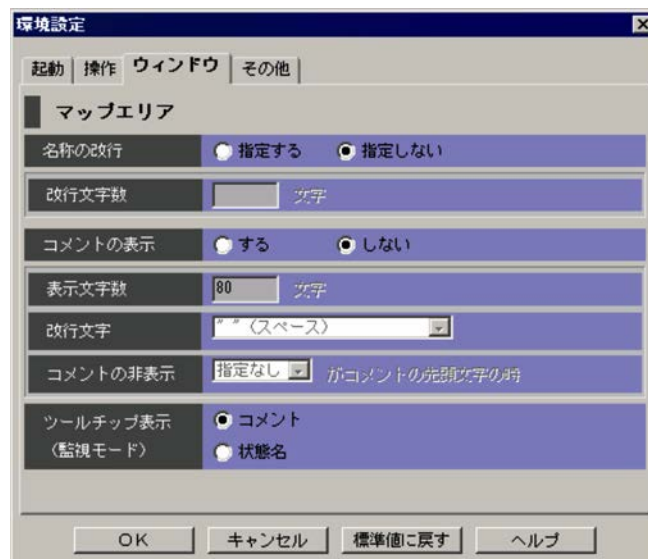 環境設定
起動 操作 ウィンドウ その他
マップエリア
名称の改行 指定する 指定しない
改行文字数 文字
コメントの表示 する しない
表示文字数 80 文字
改行文字 " " (スペース)
コメントの非表示 指定なし がコメントの先頭文字の時
ツールチップ表示 コメント
(監視モード) 状態名
OK キャンセル 標準値に戻す ヘルプ